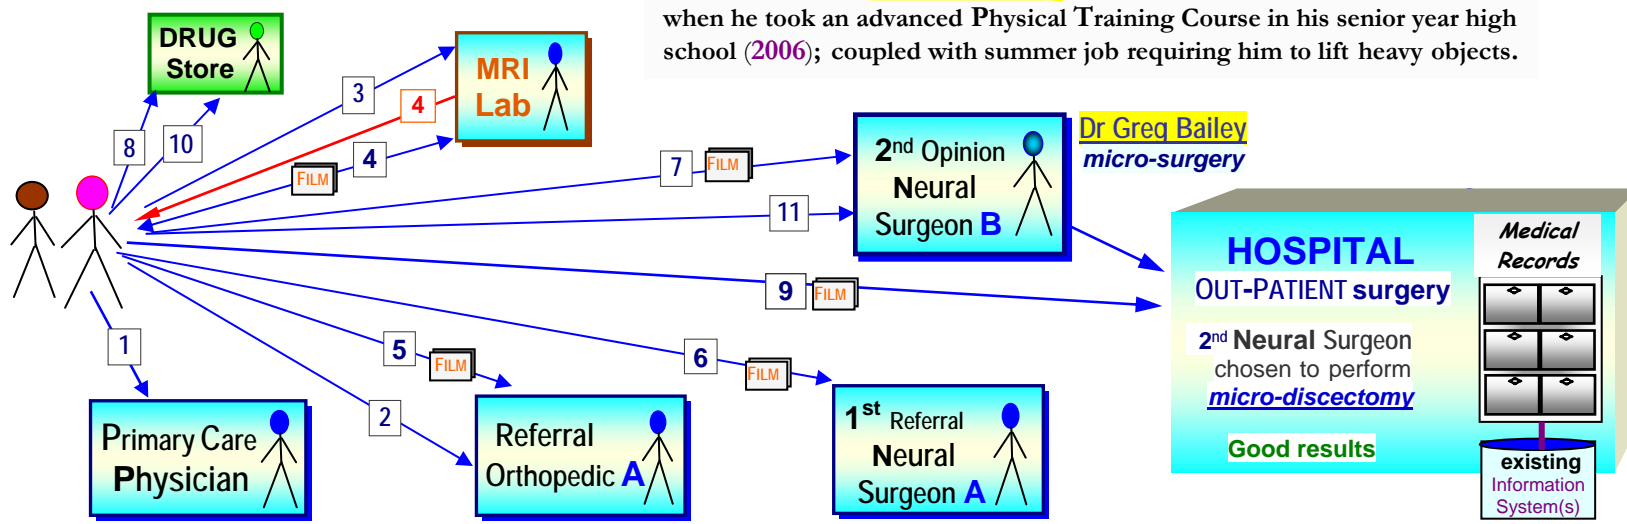 when he took an advanced Physical Training Course in his senior year high
school (2006); coupled with summer job requiring him to lift heavy objects.
DRUG
Store
MRI
Lab
3
4
8
10
4
FILM
7
FILM
11
2nd Opinion
Neural
Surgeon B
Dr Greg Bailey
micro-surgery
HOSPITAL
OUT-PATIENT surgery
2nd Neural Surgeon
chosen to perform
micro-discectomy
Good results
Medical
Records
existing
Information
System(s)
9
FILM
1
5
FILM
6
FILM
2
Primary Care
Physician
Referral
Orthopedic A
1st Referral
Neural
Surgeon A